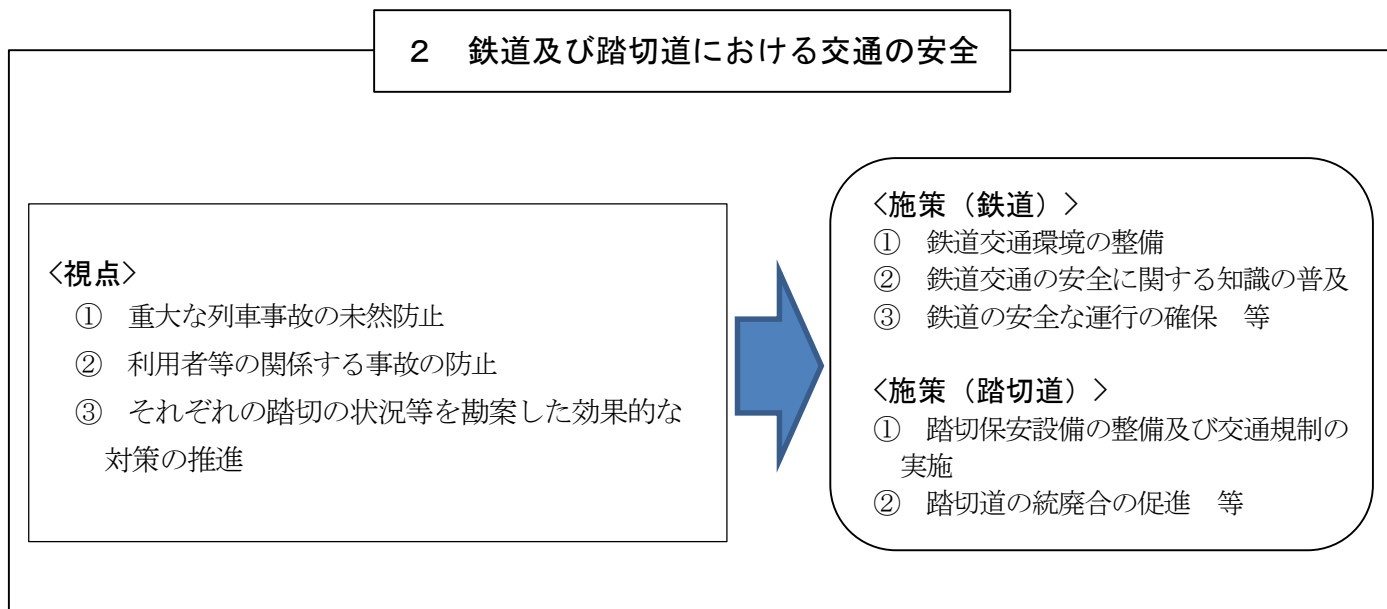 ２　鉄道及び踏切道における交通の安全
<視点>
①　重大な列車事故の未然防止
②　利用者等の関係する事故の防止
③　それぞれの踏切の状況等を勘案した効果的な
対策の推進
<施策（鉄道）>
①　鉄道交通環境の整備
②　鉄道交通の安全に関する知識の普及
③　鉄道の安全な運行の確保　等
<施策（踏切道）>
①　踏切保安設備の整備及び交通規制の
実施
②　踏切道の統廃合の促進　等